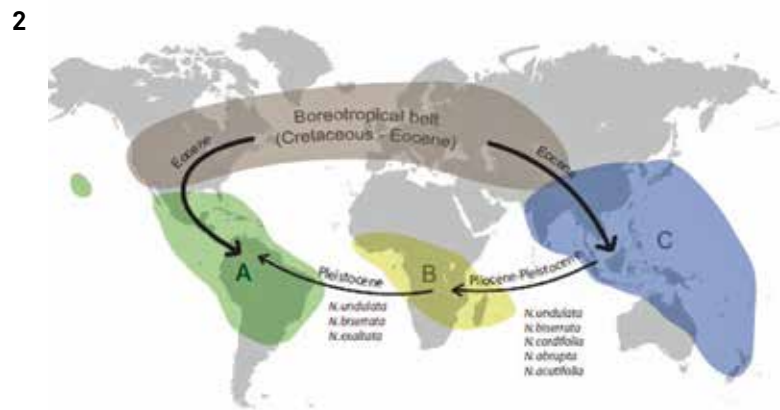 2
Boreotropical belt
(Cretaceous - Eocene)
Eocene
Eocene
A
B
C
Pleistocene
Pliocene-Pleistocene
N.undulata
N.biserrata
N.exaltata
N.undulata
N.biserrata
N.cordifolia
N.abrupta
N.acutifolia